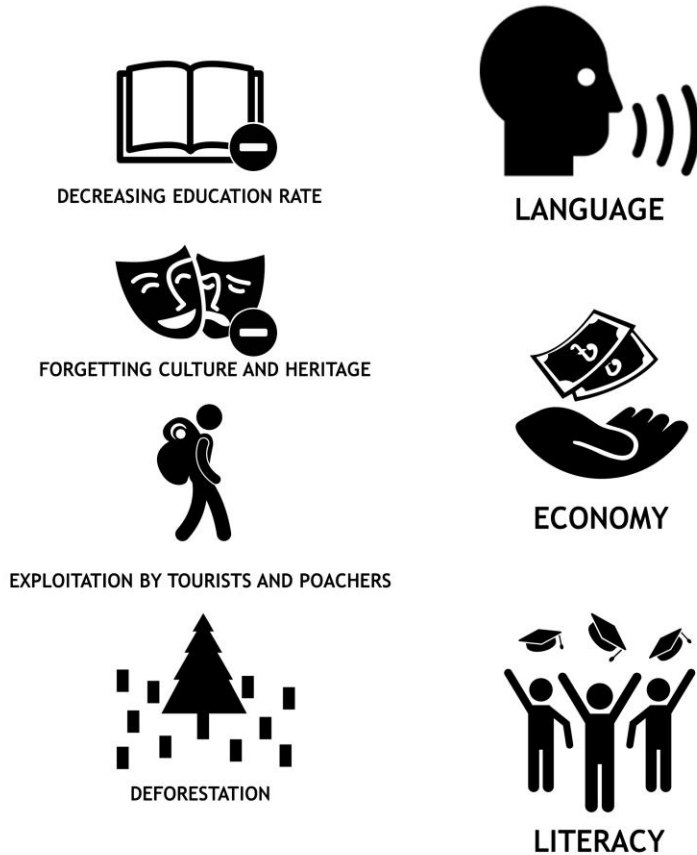 DECREASING EDUCATION RATE
FORGETTING CULTURE AND HERITAGE
EXPLOITATION BY TOURISTS AND POACHERS
DEFORESTATION
LANGUAGE
৳
৳
ECONOMY
LITERACY